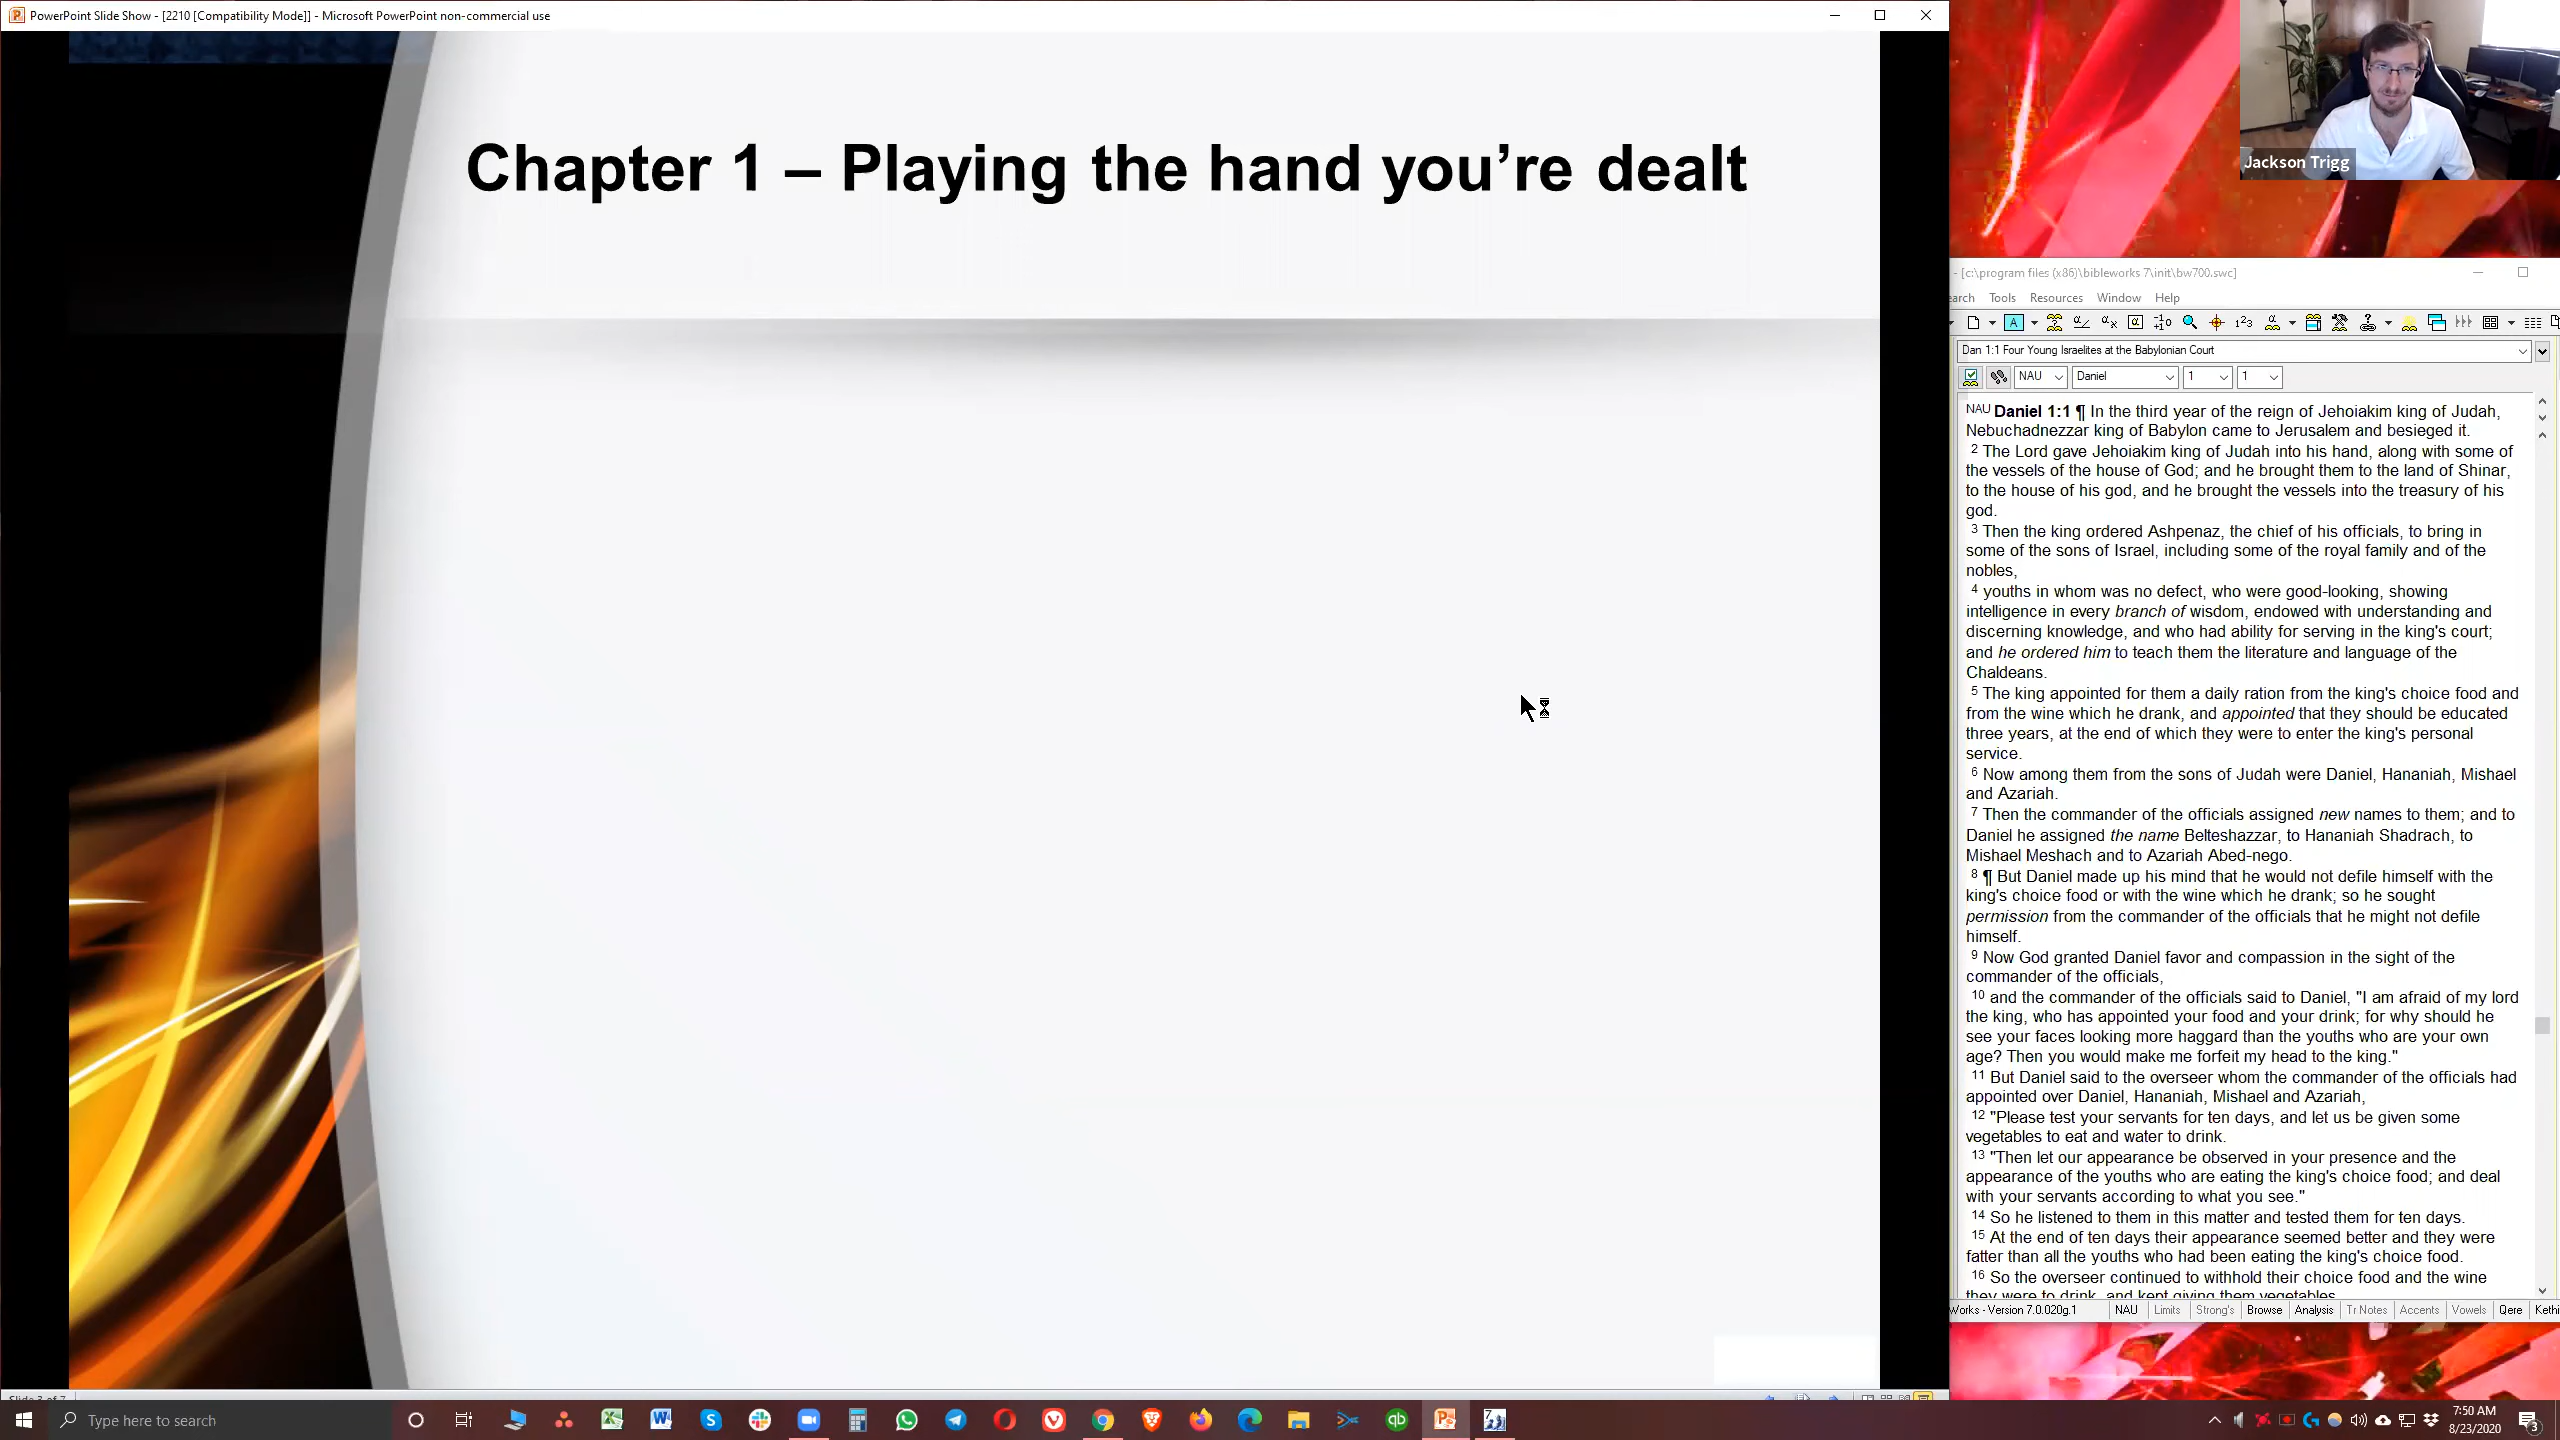 PowerPoint Slide Show - [2210 [Compatibility Mode]] - Microsoft PowerPoint non-commercial use
Chapter 1 – Playing the hand you’re dealt
Jackson Trigg
- [c:\program files (x86)\bibleworks 7\init\bw700.swc]
earch Tools Resources Window Help
Dan 1:1 Four Young Israelites at the Babylonian Court
NAU Daniel 1 1
NAU Daniel 1:1 ¶ In the third year of the reign of Jehoiakim king of Judah,
Nebuchadnezzar king of Babylon came to Jerusalem and besieged it.
2 The Lord gave Jehoiakim king of Judah into his hand, along with some of
the vessels of the house of God; and he brought them to the land of Shinar,
to the house of his god, and he brought the vessels into the treasury of his
god.
3 Then the king ordered Ashpenaz, the chief of his officials, to bring in
some of the sons of Israel, including some of the royal family and of the
nobles,
4 youths in whom was no defect, who were good-looking, showing
intelligence in every branch of wisdom, endowed with understanding and
discerning knowledge, and who had ability for serving in the king's court;
and he ordered him to teach them the literature and language of the
Chaldeans.
5 The king appointed for them a daily ration from the king's choice food and
from the wine which he drank, and appointed that they should be educated
three years, at the end of which they were to enter the king's personal
service.
6 Now among them from the sons of Judah were Daniel, Hananiah, Mishael
and Azariah.
7 Then the commander of the officials assigned new names to them; and to
Daniel he assigned the name Belteshazzar, to Hananiah Shadrach, to
Mishael Meshach and to Azariah Abed-nego.
8 ¶ But Daniel made up his mind that he would not defile himself with the
king's choice food or with the wine which he drank; so he sought
permission from the commander of the officials that he might not defile
himself.
9 Now God granted Daniel favor and compassion in the sight of the
commander of the officials,
10 and the commander of the officials said to Daniel, "I am afraid of my lord
the king, who has appointed your food and your drink; for why should he
see your faces looking more haggard than the youths who are your own
age? Then you would make me forfeit my head to the king."
11 But Daniel said to the overseer whom the commander of the officials had
appointed over Daniel, Hananiah, Mishael and Azariah,
12 "Please test your servants for ten days, and let us be given some
vegetables to eat and water to drink.
13 "Then let our appearance be observed in your presence and the
appearance of the youths who are eating the king's choice food; and deal
with your servants according to what you see."
14 So he listened to them in this matter and tested them for ten days.
15 At the end of ten days their appearance seemed better and they were
fatter than all the youths who had been eating the king's choice food.
16 So the overseer continued to withhold their choice food and the wine
they were to drink, and kept giving them vegetables
Works - Version 7.0.020g.1 NAU Limits Strong's Browse Analysis Tr Notes Accents Vowels Qere Kethi
Slide 3 of 7
Type here to search
7:50 AM
8/23/2020
3